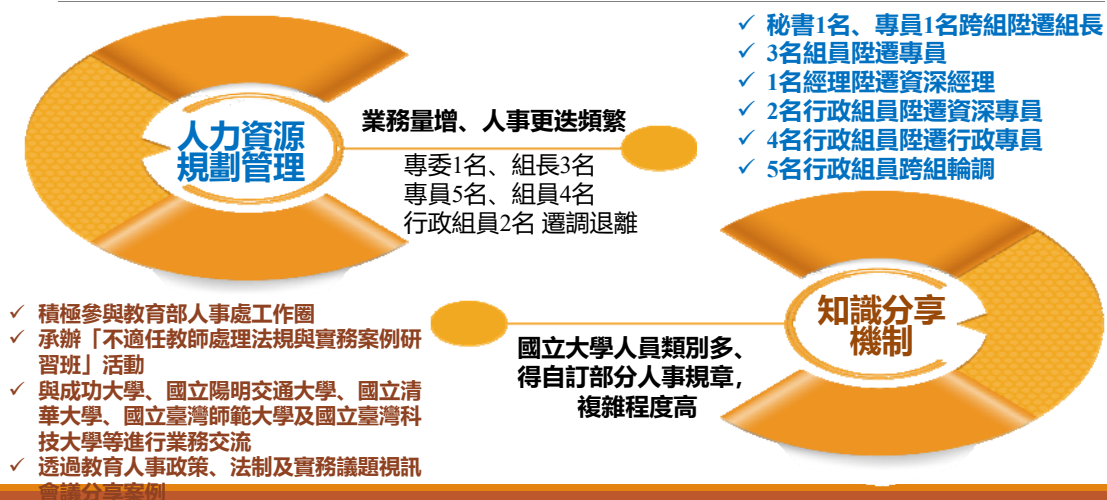 人力資源
規劃管理
業務量增、人事更迭頻繁
專委1名、組長3名
專員5名、組員4名
行政組員2名 遷調退離
✓ 秘書1名、專員1名跨組陞遷組長
✓ 3名組員陞遷專員
✓ 1名經理陞遷資深經理
✓ 2名行政組員陞遷資深專員
✓ 4名行政組員陞遷行政專員
✓ 5名行政組員跨組輪調
知識分享
機制
國立大學人員類別多、
得自訂部分人事規章，
複雜程度高
✓ 積極參與教育部人事處工作圈
✓ 承辦「不適任教師處理法規與實務案例研
習班」活動
✓ 與成功大學、國立陽明交通大學、國立清
華大學、國立臺灣師範大學及國立臺灣科
技大學等進行業務交流
✓ 透過教育人事政策、法制及實務議題視訊
會議分享案例